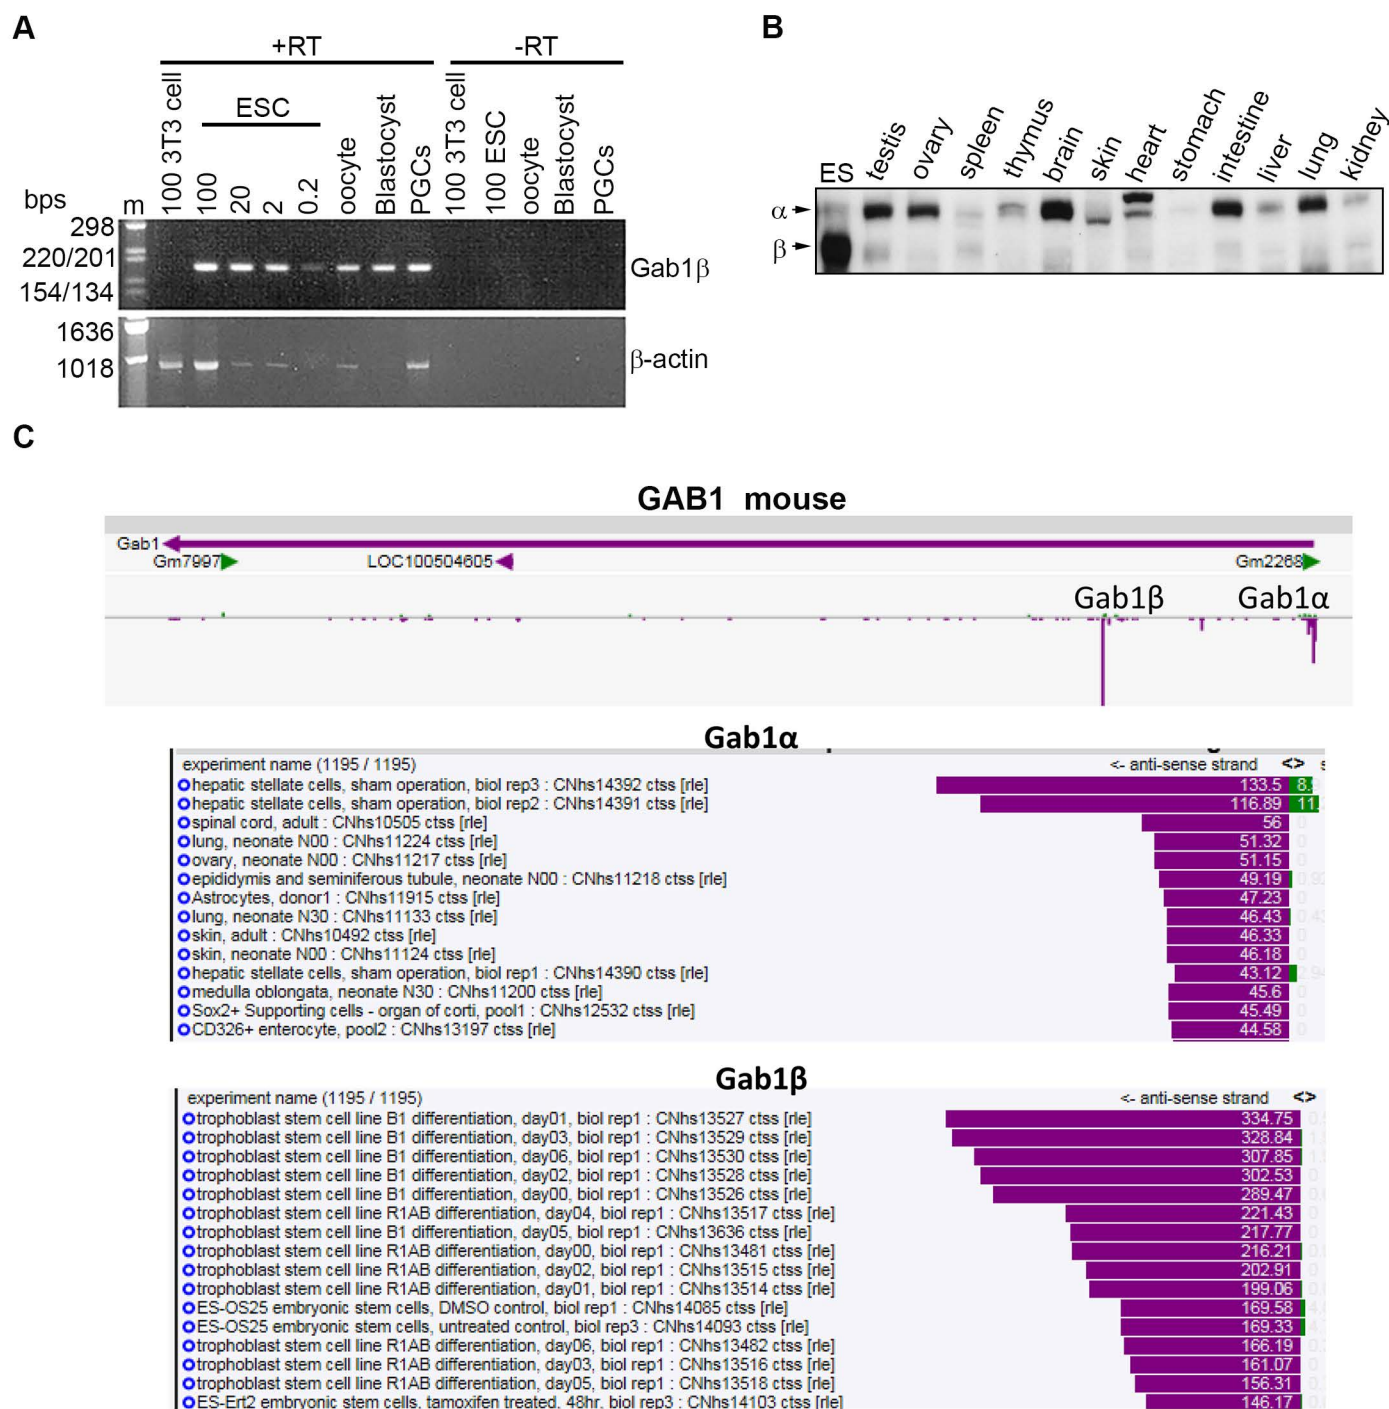 A
+RT
-RT
ESC
bps
m
100 3T3 cell
100
20
2
0.2
oocyte
Blastocyst
PGCs
100 3T3 cell
100 ESC
oocyte
Blastocyst
PGCs
298
220/201
154/134
Gab1β
1636
1018
β-actin
B
ES
testis
ovary
spleen
thymus
brain
skin
heart
stomach
intestine
liver
lung
kidney
α
β
C
GAB1 mouse
Gab1
Gm7997
LOC100504605
Gm2268
Gab1β
Gab1α
Gab1α
experiment name (1195 / 1195) <- anti-sense strand <>
hepatic stellate cells, sham operation, biol rep3 : CNhs14392 ctss [rle] 133.5
hepatic stellate cells, sham operation, biol rep2 : CNhs14391 ctss [rle] 116.89
spinal cord, adult : CNhs10505 ctss [rle] 56 0
lung, neonate N00 : CNhs11224 ctss [rle] 51.32 0
ovary, neonate N00 : CNhs11217 ctss [rle] 51.15 0
epididymis and seminiferous tubule, neonate N00 : CNhs11218 ctss [rle] 49.19
Astrocytes, donor1 : CNhs11915 ctss [rle] 47.23 0
lung, neonate N30 : CNhs11133 ctss [rle] 46.43
skin, adult : CNhs10492 ctss [rle] 46.33 0
skin, neonate N00 : CNhs11124 ctss [rle] 46.18 0
hepatic stellate cells, sham operation, biol rep1 : CNhs14390 ctss [rle] 43.12
medulla oblongata, neonate N30 : CNhs11200 ctss [rle] 45.6 0
Sox2+ Supporting cells - organ of corti, pool1 : CNhs12532 ctss [rle] 45.49 0
CD326+ enterocyte, pool2 : CNhs13197 ctss [rle] 44.58 0
Gab1β
experiment name (1195 / 1195) <- anti-sense strand <>
trophoblast stem cell line B1 differentiation, day01, biol rep1 : CNhs13527 ctss [rle] 334.75
trophoblast stem cell line B1 differentiation, day03, biol rep1 : CNhs13529 ctss [rle] 328.84
trophoblast stem cell line B1 differentiation, day06, biol rep1 : CNhs13530 ctss [rle] 307.85
trophoblast stem cell line B1 differentiation, day02, biol rep1 : CNhs13528 ctss [rle] 302.53 0
trophoblast stem cell line B1 differentiation, day00, biol rep1 : CNhs13526 ctss [rle] 289.47
trophoblast stem cell line R1AB differentiation, day04, biol rep1 : CNhs13517 ctss [rle] 221.43 0
trophoblast stem cell line B1 differentiation, day05, biol rep1 : CNhs13636 ctss [rle] 217.77 0
trophoblast stem cell line R1AB differentiation, day00, biol rep1 : CNhs13481 ctss [rle] 216.21
trophoblast stem cell line R1AB differentiation, day02, biol rep1 : CNhs13515 ctss [rle] 202.91 0
trophoblast stem cell line R1AB differentiation, day01, biol rep1 : CNhs13514 ctss [rle] 199.06
ES-OS25 embryonic stem cells, DMSO control, biol rep1 : CNhs14085 ctss [rle] 169.58
ES-OS25 embryonic stem cells, untreated control, biol rep3 : CNhs14093 ctss [rle] 169.33
trophoblast stem cell line R1AB differentiation, day06, biol rep1 : CNhs13482 ctss [rle] 166.19
trophoblast stem cell line R1AB differentiation, day03, biol rep1 : CNhs13516 ctss [rle] 161.07 0
trophoblast stem cell line R1AB differentiation, day05, biol rep1 : CNhs13518 ctss [rle] 156.31
ES-Ert2 embryonic stem cells, tamoxifen treated, 48hr, biol rep3 : CNhs14103 ctss [rle] 146.17